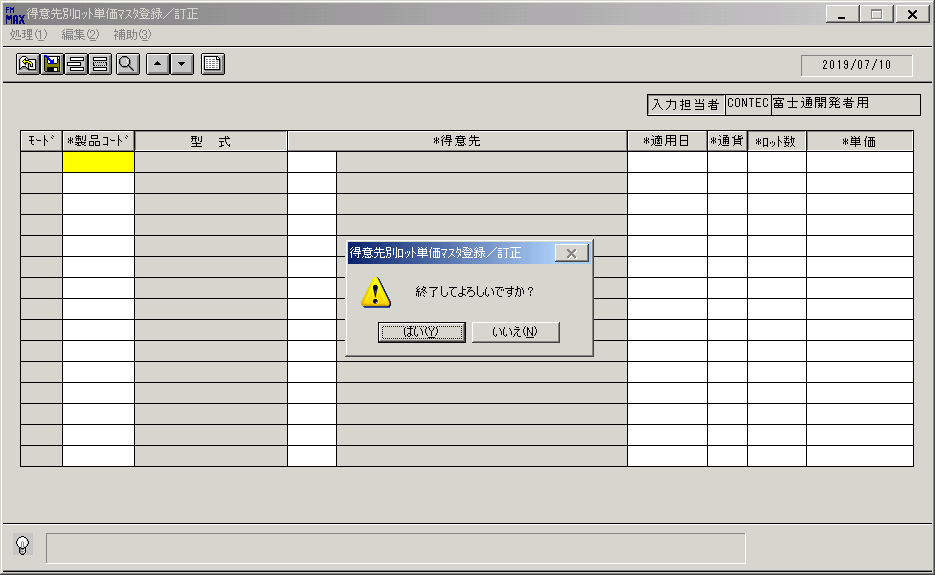 FM
MAX
得意先別ﾛｯﾄ単価ﾏｽﾀ登録／訂正
処理(1) 編集(2) 補助(3)
2019/07/10
入力担当者 CONTEC 富士通開発者用
ﾓｰﾄﾞ *製品ｺｰﾄﾞ 型　式 *得意先 *適用日 *通貨 *ﾛｯﾄ数 *単価
得意先別ﾛｯﾄ単価ﾏｽﾀ登録／訂正
終了してよろしいですか？
はい(Y) いいえ(N)